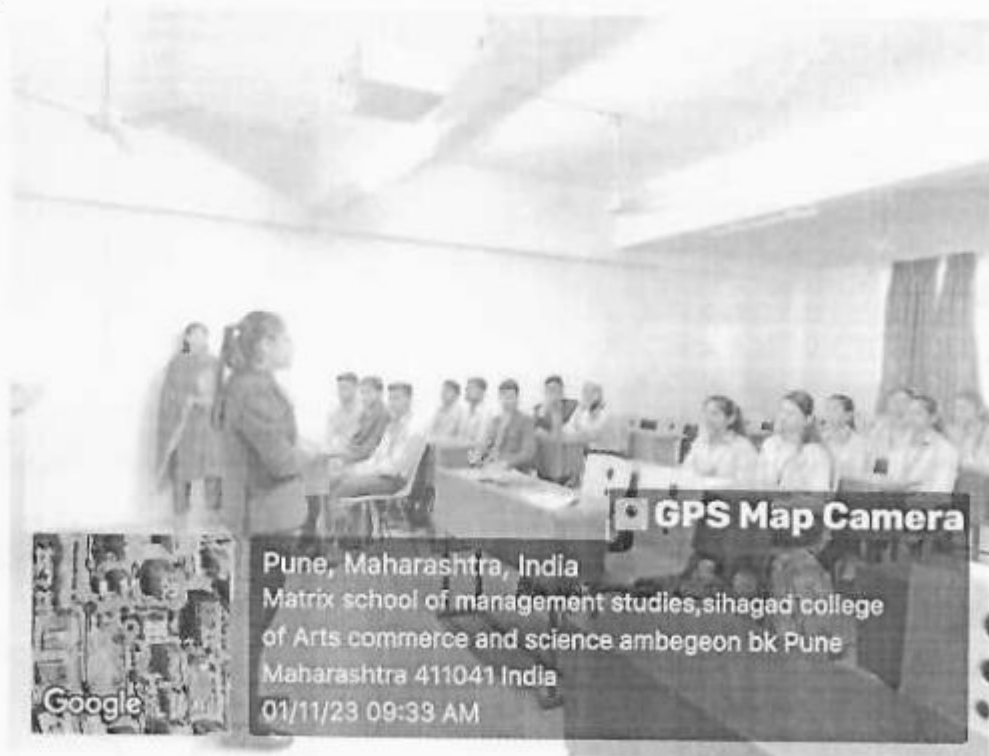 GPS Map Camera
Pune, Maharashtra, India
Matrix school of management studies,sihagad college
of Arts commerce and science ambegeon bk Pune
Maharashtra 411041 India
01/11/23 09:33 AM
Google